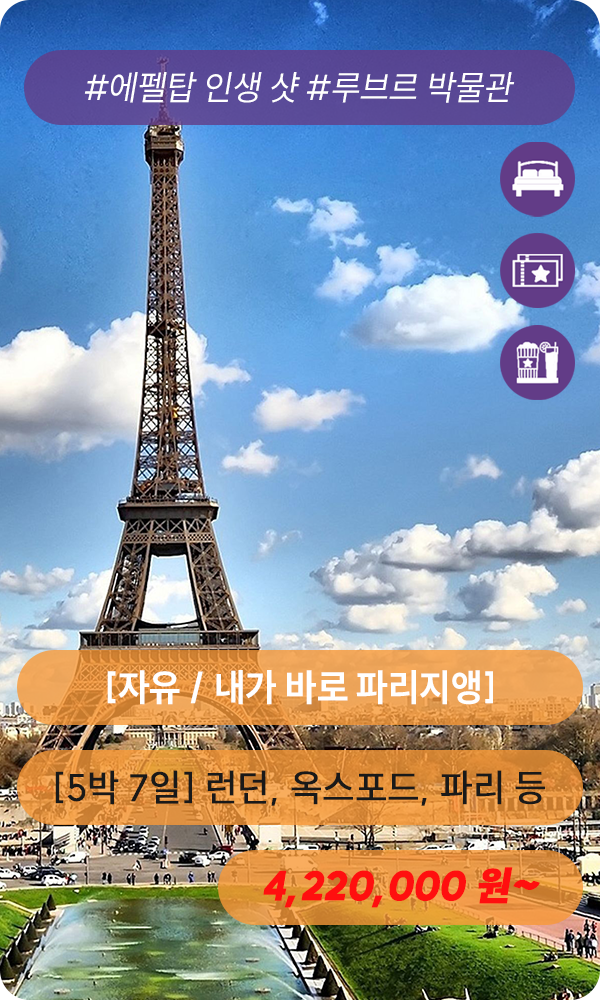 #에펠탑 인생 샷 #루브르 박물관
[자유 / 내가 바로 파리지앵]
[5박 7일] 런던, 옥스포드, 파리 등
4,220,000 원~